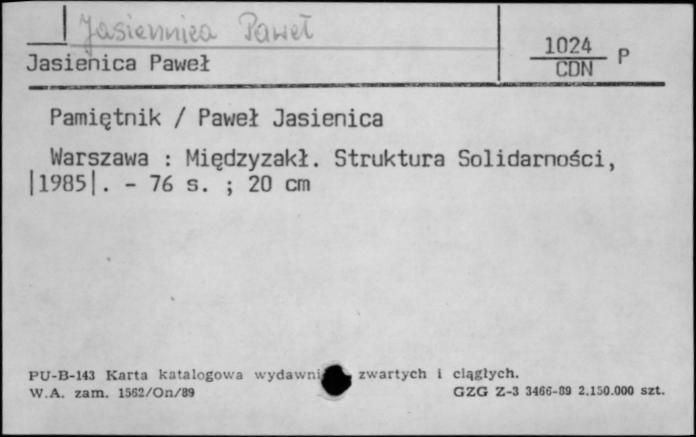 Jasiennica Paweł
Jasienica Paweł
1024 P
CDN
Pamiętnik / Paweł Jasienica
Warszawa : Międzyzakł. Struktura Solidarności,
|1985|. - 76 s. ; 20 cm
PU-B-143 Karta katalogowa wydawni zwartych i ciągłych.
W.A. zam. 1562/On/89 GZG Z-3 3466-89 2.150.000 szt.